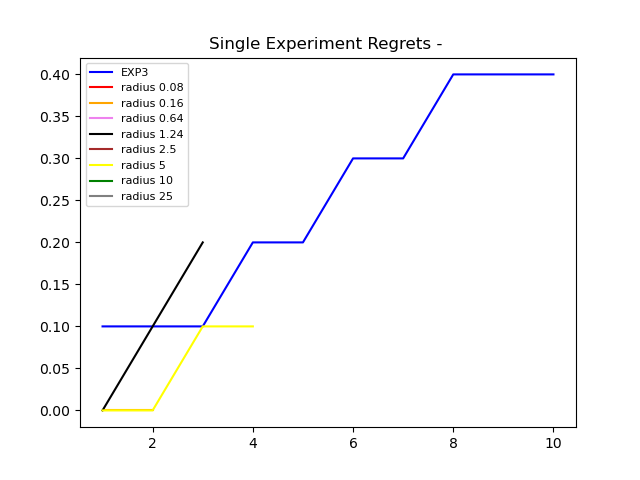 Single Experiment Regrets -
EXP3
radius 0.08
radius 0.16
radius 0.64
radius 1.24
radius 2.5
radius 5
radius 10
radius 25
0.40
0.35
0.30
0.25
0.20
0.15
0.10
0.05
0.00
2 4 6 8 10